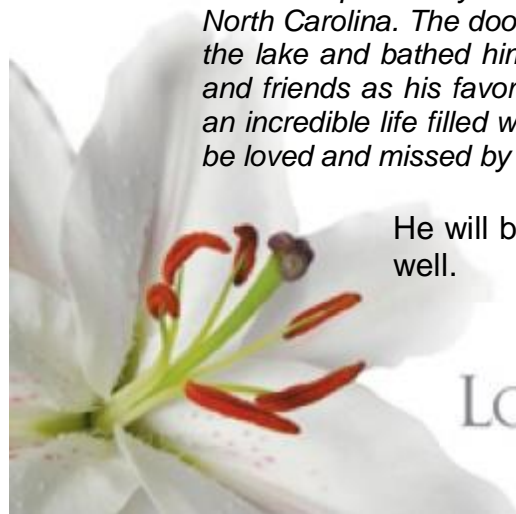 North Carolina. The doo
the lake and bathed hin
and friends as his favor
an incredible life filled w
be loved and missed by
He will b
well.
Lo